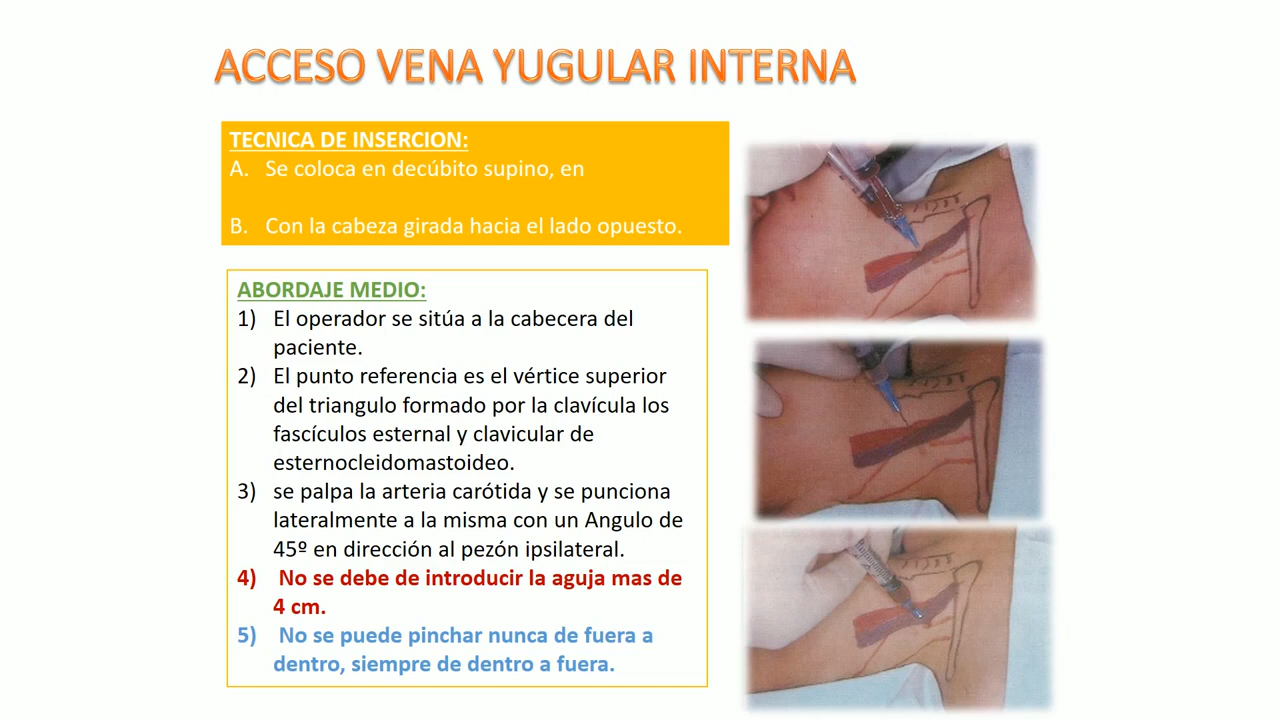 ACCESO VENA YUGULAR INTERNA
TECNICA DE INSERCION:
A. Se coloca en decúbito supino, en
B. Con la cabeza girada hacia el lado opuesto.
ABORDAJE MEDIO:
1) El operador se sitúa a la cabecera del
paciente.
2) El punto referencia es el vértice superior
del triangulo formado por la clavícula los
fascículos esternal y clavicular de
esternocleidomastoideo.
3) se palpa la arteria carótida y se punciona
lateralmente a la misma con un Angulo de
45º en dirección al pezón ipsilateral.
4) No se debe de introducir la aguja mas de
4 cm.
5) No se puede pinchar nunca de fuera a
dentro, siempre de dentro a fuera.